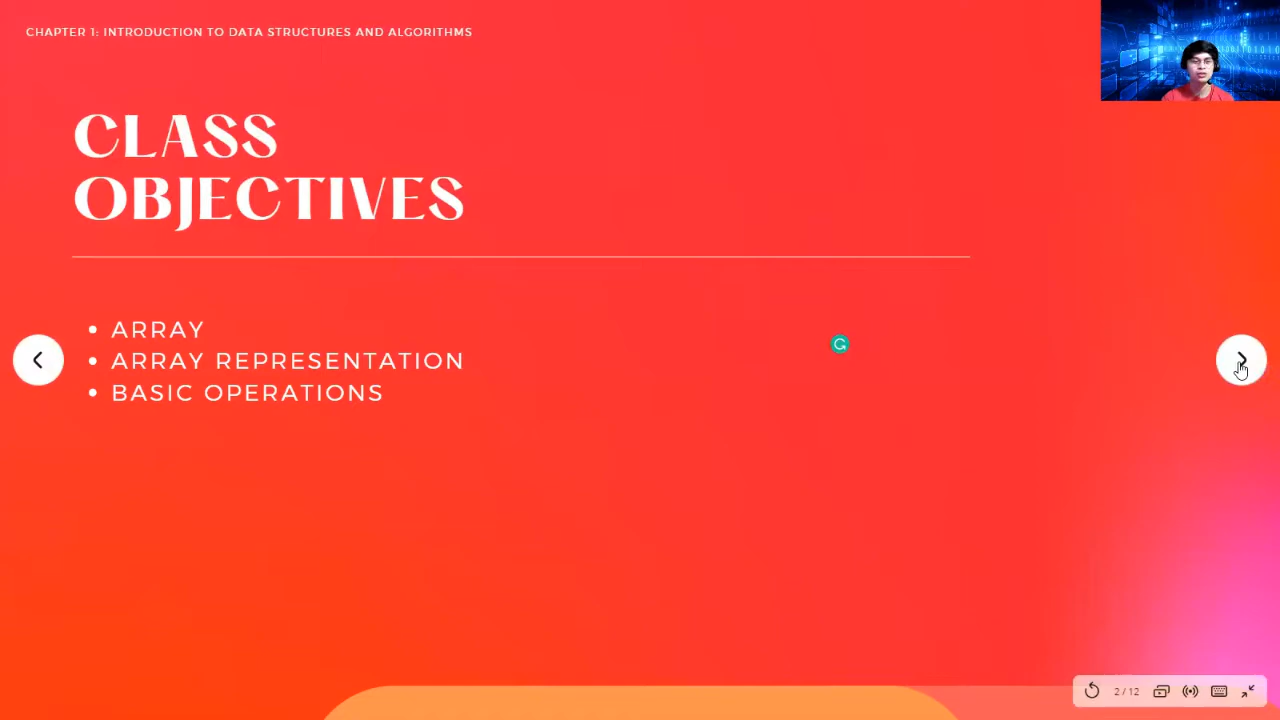 CHAPTER 1: INTRODUCTION TO DATA STRUCTURES AND ALGORITHMS
CLASS
OBJECTIVES
• ARRAY
• ARRAY REPRESENTATION
• BASIC OPERATIONS
2 / 12